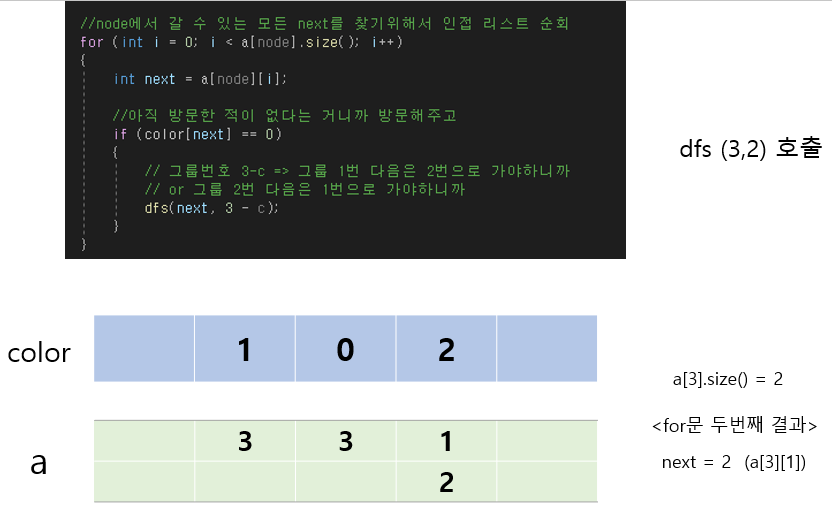 //node에서 갈 수 있는 모든 next를 찾기위해서 인접 리스트 순회
for (int i = 0; i < a[node].size(); i++)
{
int next = a[node][i];
//아직 방문한 적이 없다는 거니까 방문해주고
if (color[next] == 0)
{
// 그룹번호 3-c => 그룹 1번 다음은 2번으로 가야하니까
// or 그룹 2번 다음은 1번으로 가야하니까
dfs(next, 3 - c);
}
}
dfs (3,2) 호출
color 1 0 2
a[3].size() = 2
<for문 두번째 결과>
a 3 3 1
2
next = 2 (a[3][1])